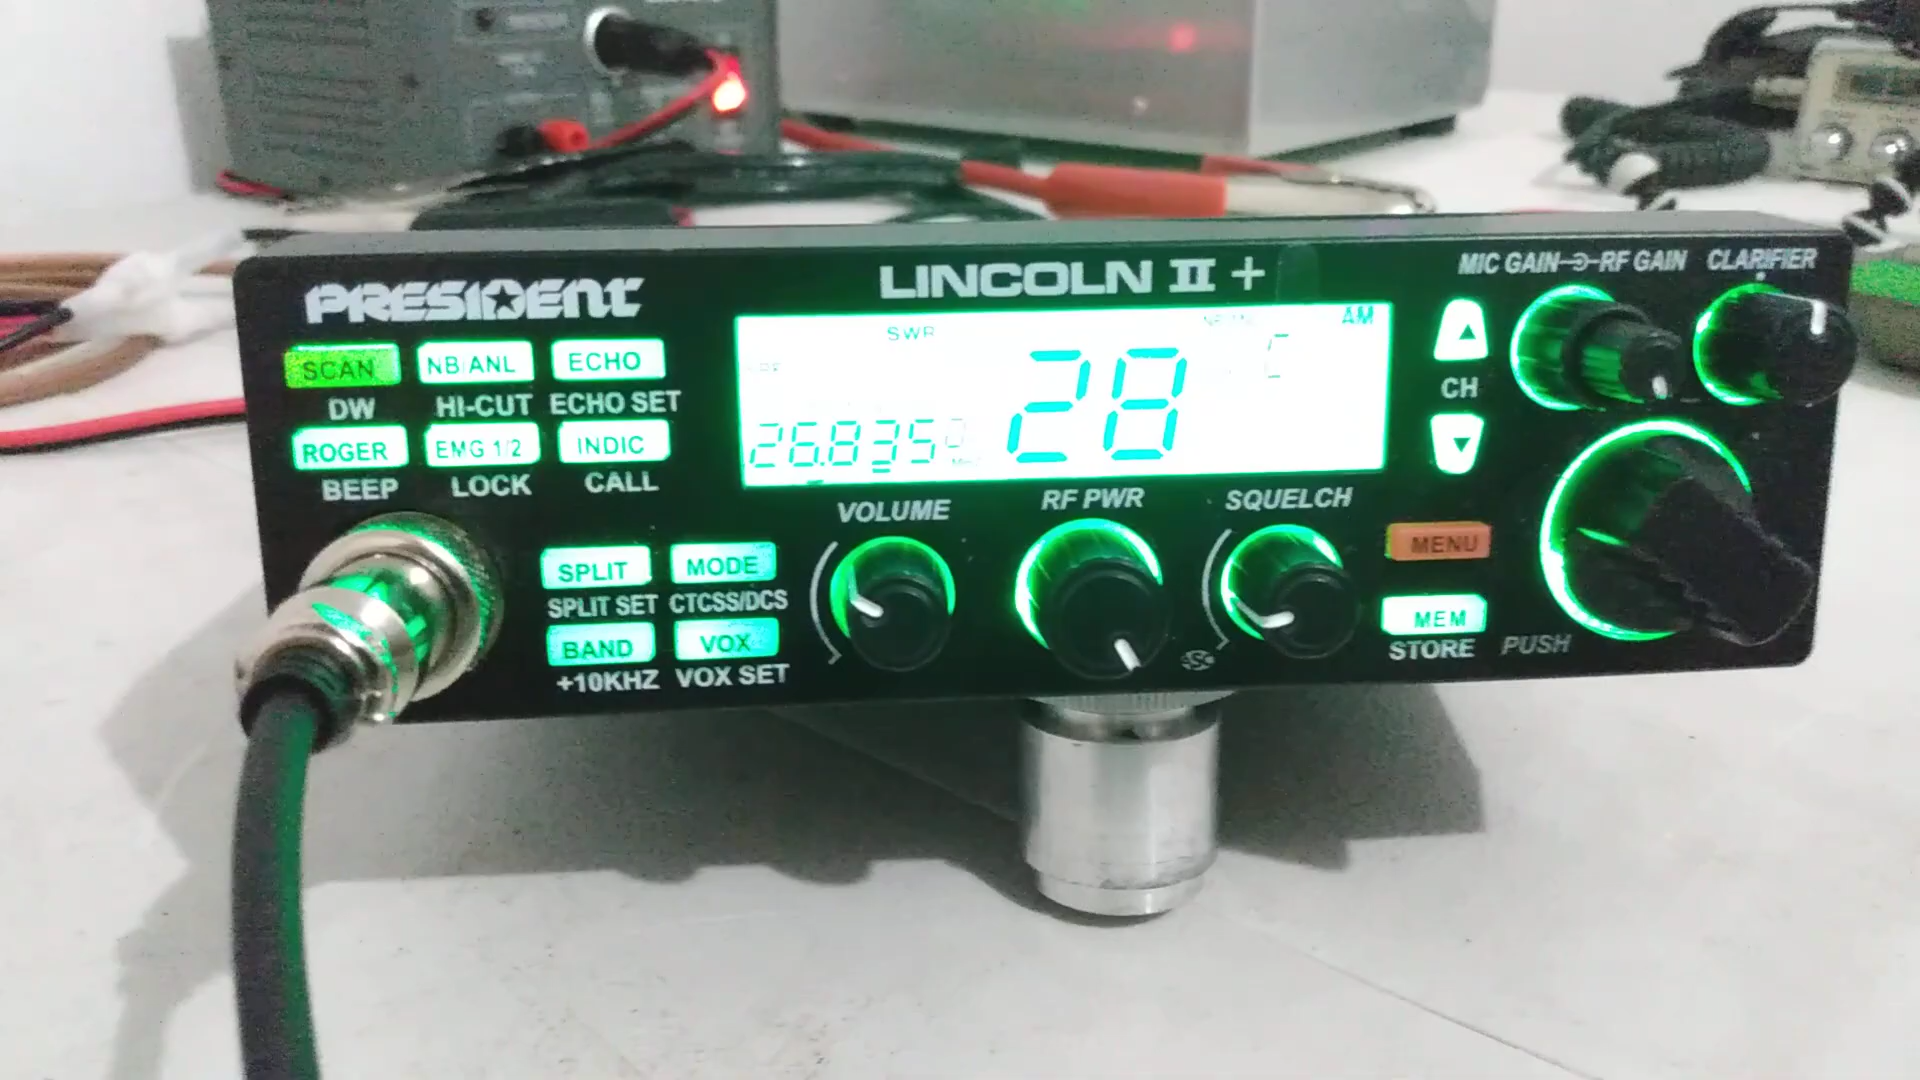 PRESIDENT
LINCOLN II +
MIC GAIN RF GAIN CLARIFIER
SCAN NB/ANL ECHO
DW HI-CUT ECHO SET
ROGER EMG 1/2 INDIC
BEEP LOCK CALL
SWR
AM
26.8350
28
C
CH
VOLUME RF PWR SQUELCH
SPLIT MODE
SPLIT SET CTCSS/DCS
BAND VOX
+10KHZ VOX SET
MENU
MEM
STORE PUSH